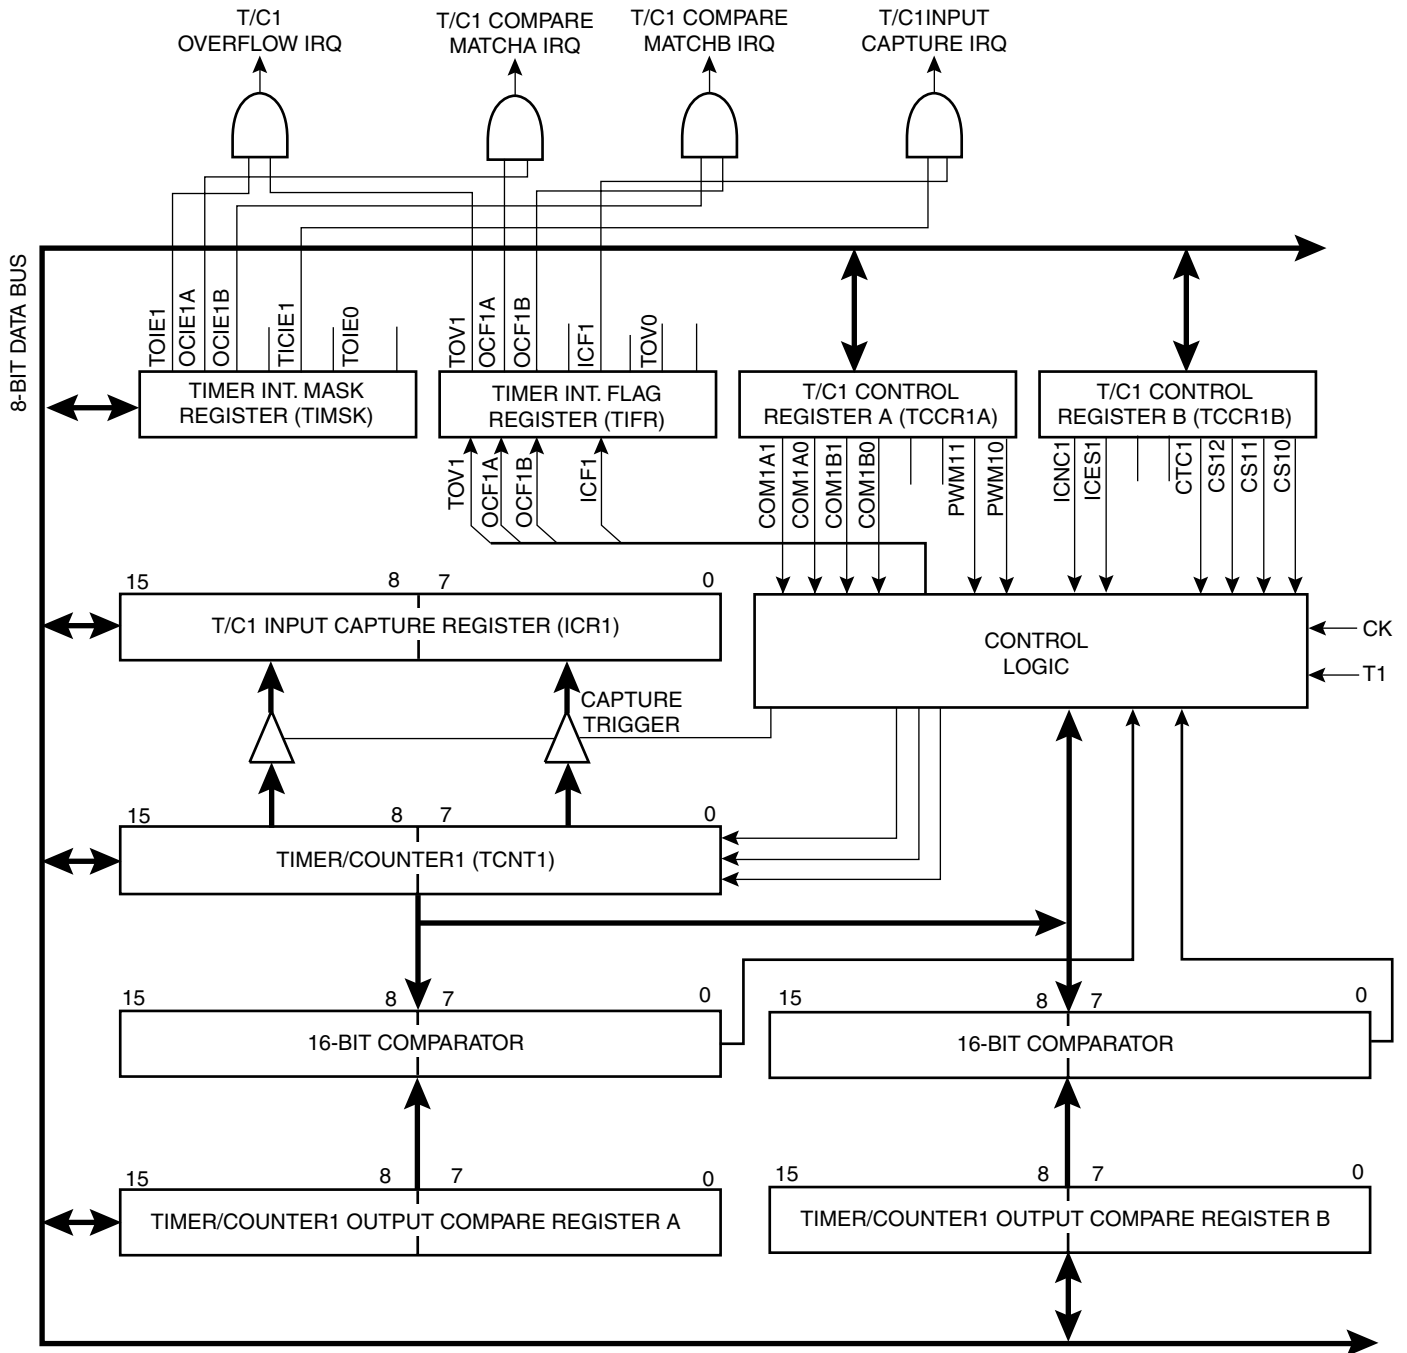 T/C1
OVERFLOW IRQ
T/C1 COMPARE
MATCHA IRQ
T/C1 COMPARE
MATCHB IRQ
T/C1INPUT
CAPTURE IRQ
8-BIT DATA BUS
TOIE1
OCIE1A
OCIE1B
TICIE1
TOIE0
TOV1
OCF1A
OCF1B
ICF1
TOV0
TIMER INT. MASK
REGISTER (TIMSK)
TIMER INT. FLAG
REGISTER (TIFR)
T/C1 CONTROL
REGISTER A (TCCR1A)
T/C1 CONTROL
REGISTER B (TCCR1B)
TOV1
OCF1A
OCF1B
ICF1
COM1A1
COM1A0
COM1B1
COM1B0
PWM11
PWM10
ICNC1
ICES1
CTC1
CS12
CS11
CS10
15 8 7 0
T/C1 INPUT CAPTURE REGISTER (ICR1)
CONTROL
LOGIC
CK
T1
CAPTURE
TRIGGER
15 8 7 0
TIMER/COUNTER1 (TCNT1)
15 8 7 0
16-BIT COMPARATOR
15 8 7 0
16-BIT COMPARATOR
15 8 7 0
TIMER/COUNTER1 OUTPUT COMPARE REGISTER A
15 8 7 0
TIMER/COUNTER1 OUTPUT COMPARE REGISTER B